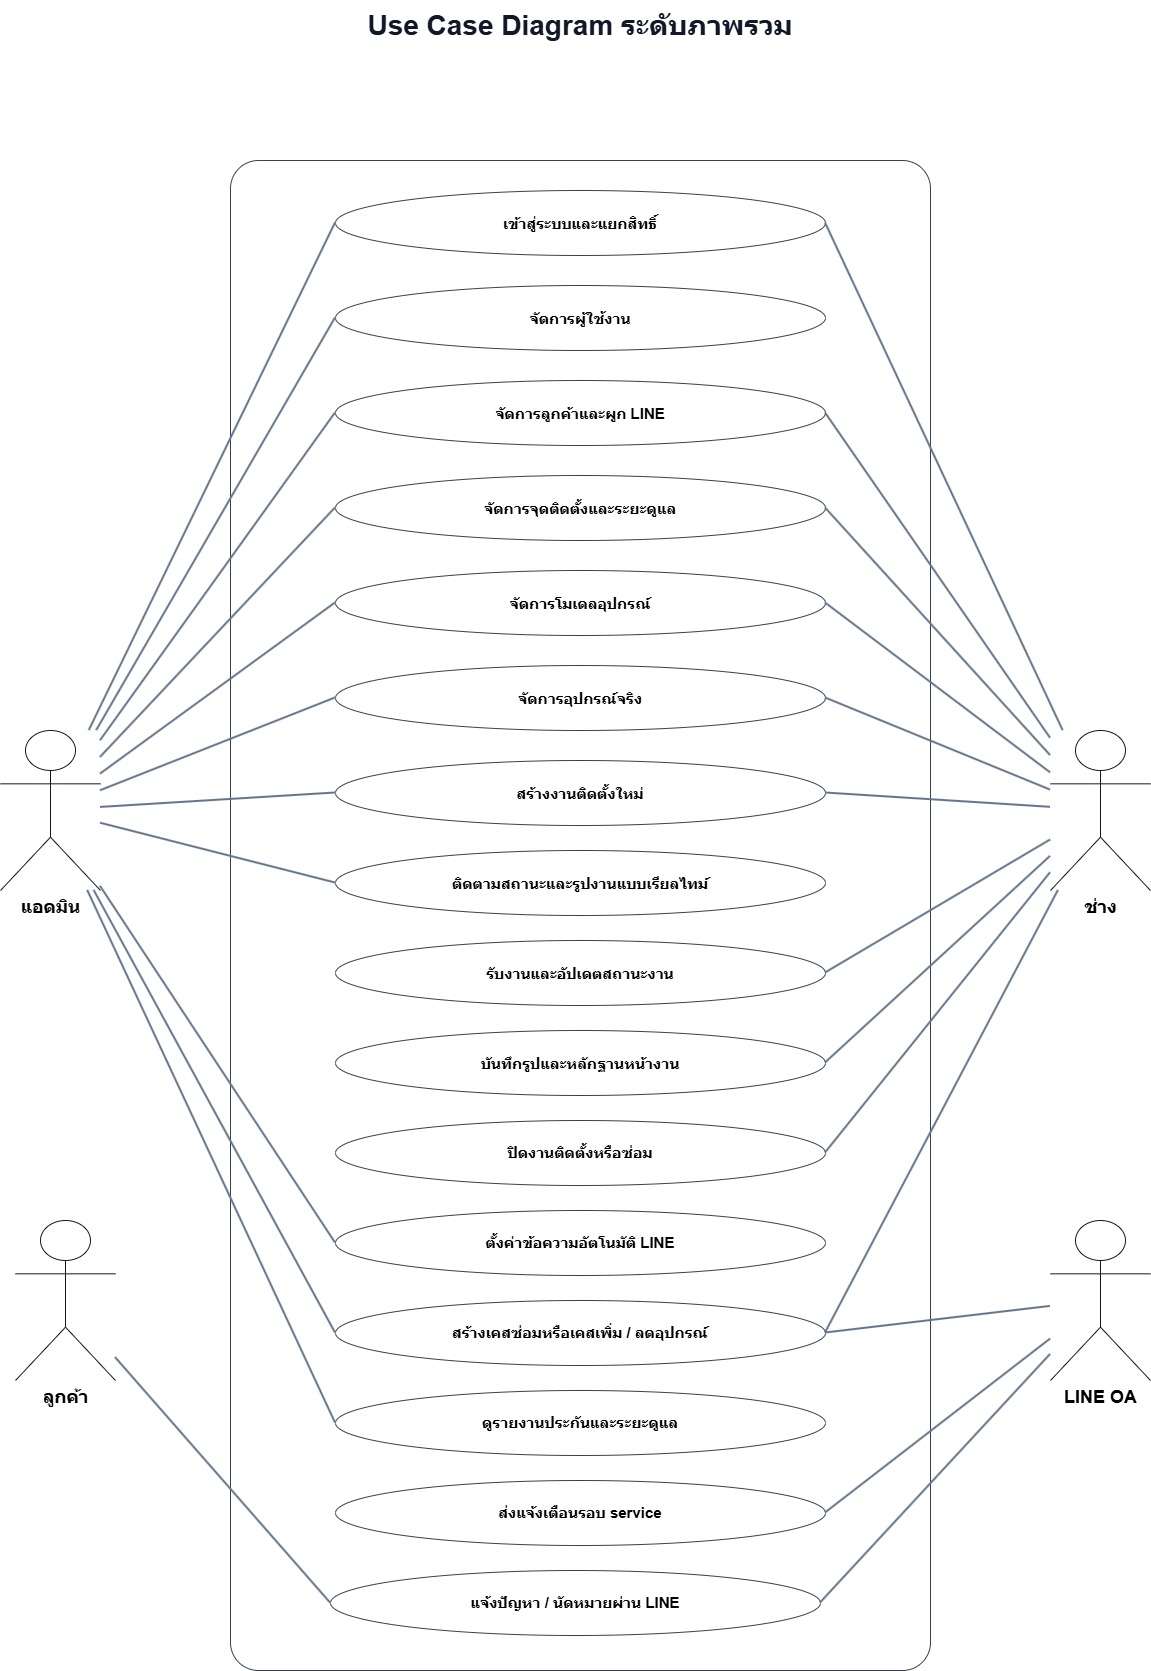 Use Case Diagram ระดับภาพรวม
เข้าสู่ระบบและแยกสิทธิ์
จัดการผู้ใช้งาน
จัดการลูกค้าและผูก LINE
จัดการจุดติดตั้งและระยะดูแล
จัดการโมเดลอุปกรณ์
จัดการอุปกรณ์จริง
สร้างงานติดตั้งใหม่
ติดตามสถานะและรูปงานแบบเรียลไทม์
แอดมิน
ช่าง
รับงานและอัปเดตสถานะงาน
บันทึกรูปและหลักฐานหน้างาน
ปิดงานติดตั้งหรือซ่อม
ตั้งค่าข้อความอัตโนมัติ LINE
สร้างเคสซ่อมหรือเคสเพิ่ม / ลดอุปกรณ์
ลูกค้า
LINE OA
ดูรายงานประกันและระยะดูแล
ส่งแจ้งเตือนรอบ service
แจ้งปัญหา / นัดหมายผ่าน LINE